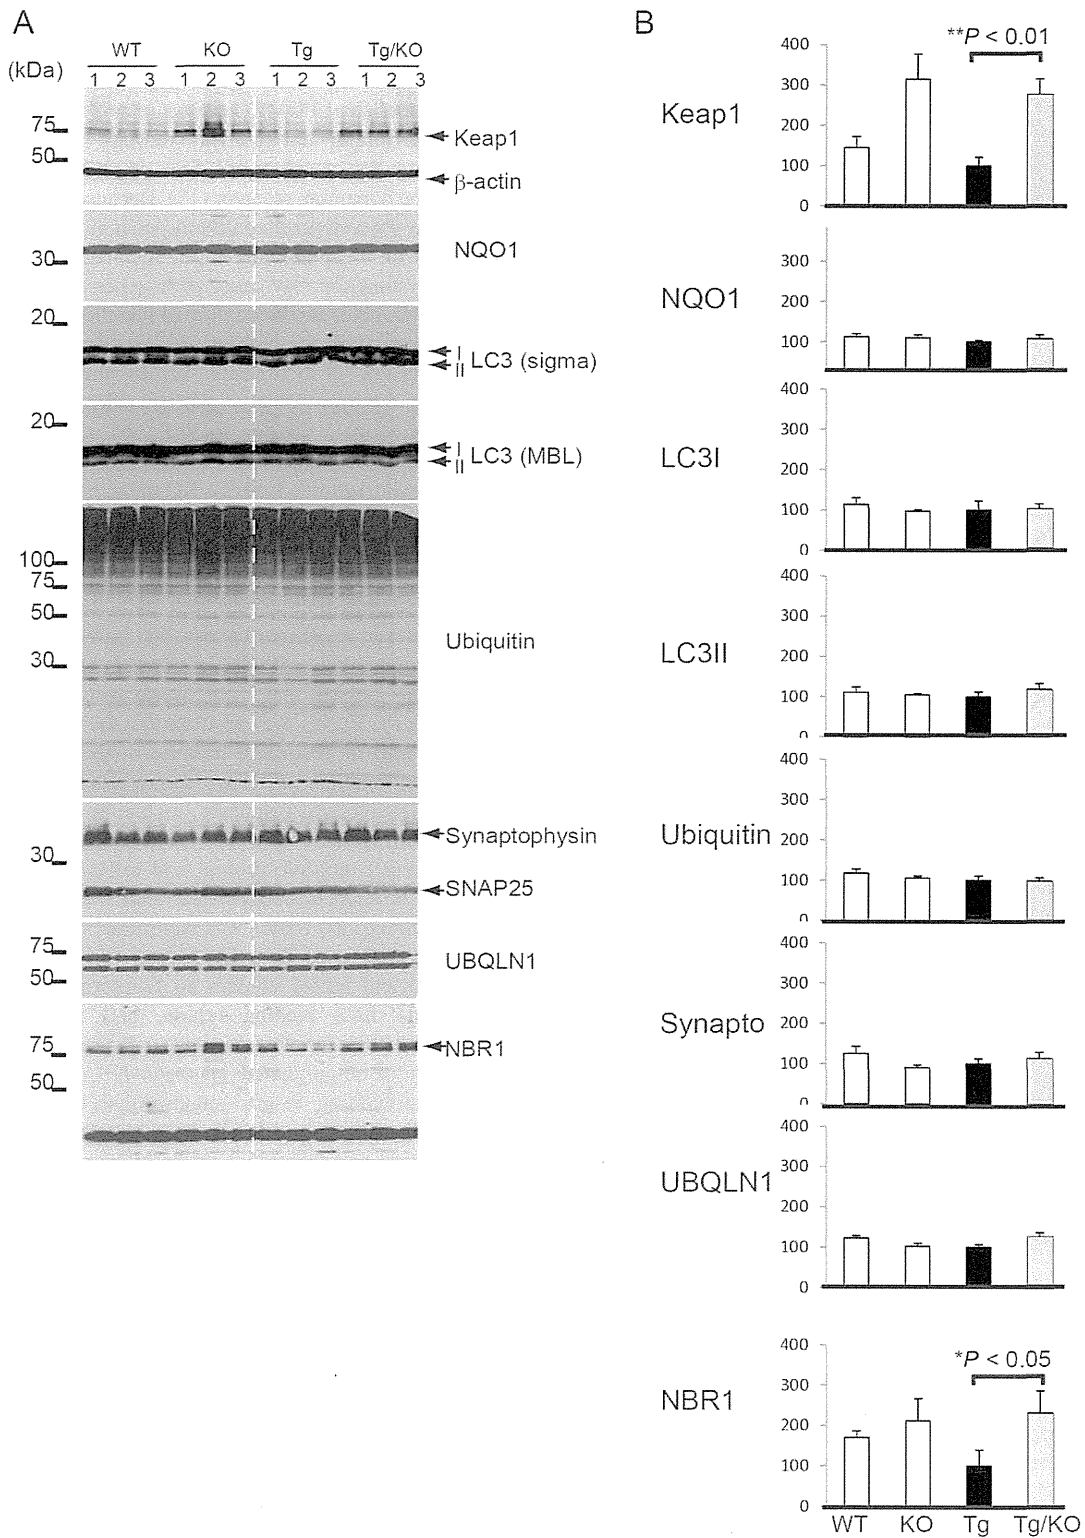 A
WT KO Tg Tg/KO
(kDa) 1 2 3 1 2 3 1 2 3 1 2 3
75
50
Keap1
β-actin
NQO1
30
20
I
II LC3 (sigma)
20
I
II LC3 (MBL)
100
75
50
30
Ubiquitin
Synaptophysin
30
SNAP25
75
50
UBQLN1
75
50
NBR1
B
Keap1
400
300
200
100
0
**P < 0.01
NQO1
300
200
100
LC3I
400
300
200
100
0
LC3II
400
300
200
100
0
Ubiquitin
400
300
200
100
0
Synapto
400
300
200
100
0
UBQLN1
400
300
200
100
0
NBR1
400
300
200
100
0
*P < 0.05
WT KO Tg Tg/KO